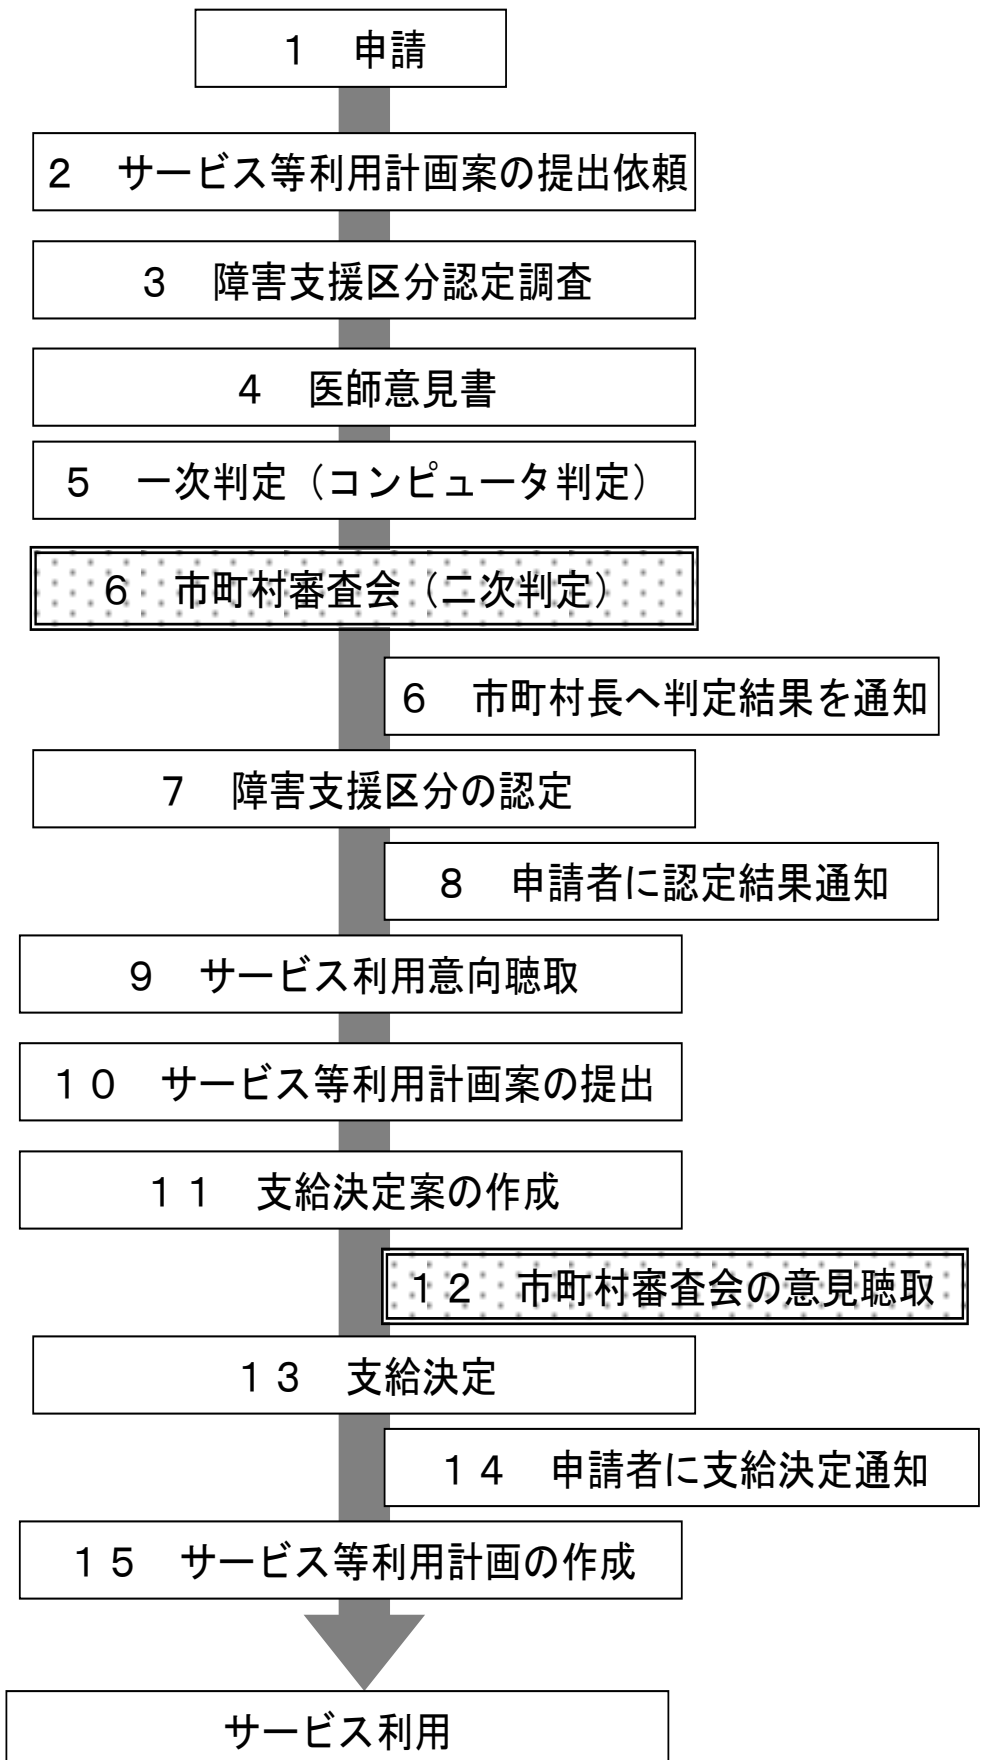 １　申請
２　サービス等利用計画案の提出依頼
３　障害支援区分認定調査
４　医師意見書
５　一次判定（コンピュータ判定）
６　市町村審査会（二次判定）
６　市町村長へ判定結果を通知
７　障害支援区分の認定
８　申請者に認定結果通知
９　サービス利用意向聴取
１０　サービス等利用計画案の提出
１１　支給決定案の作成
１２　市町村審査会の意見聴取
１３　支給決定
１４　申請者に支給決定通知
１５　サービス等利用計画の作成
サービス利用